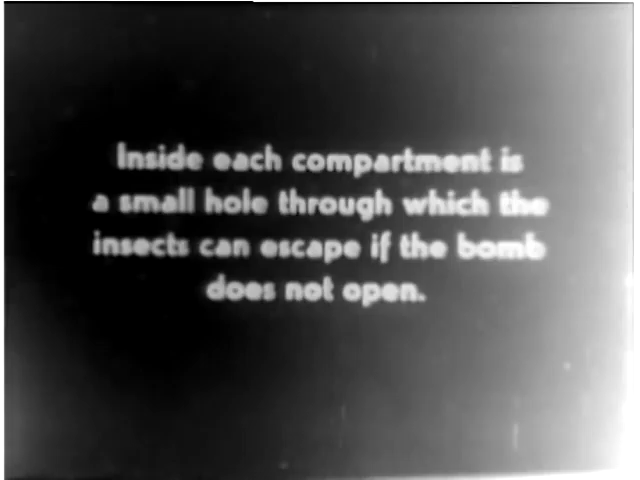 Inside each compartment is
a small hole through which the
insects can escape if the bomb
does not open.